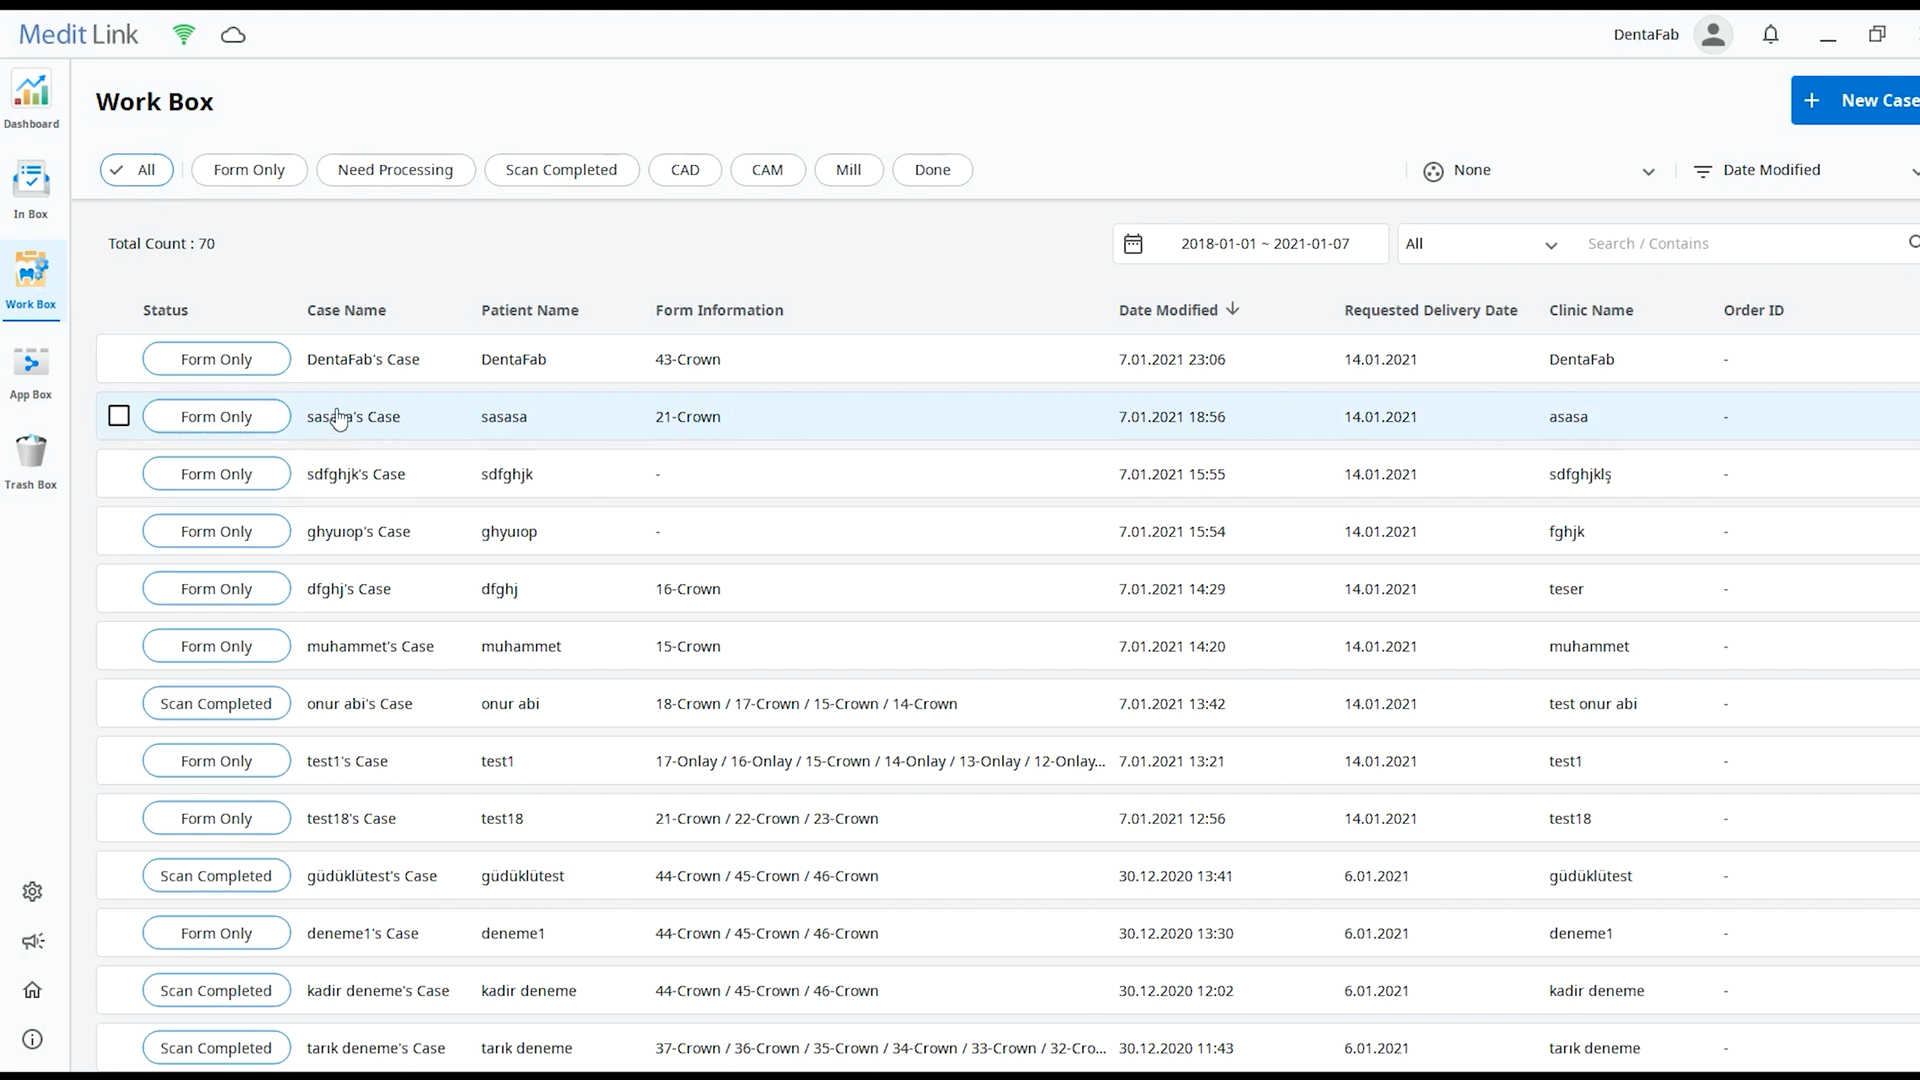 Medit Link
DentaFab
Dashboard
In Box
Work Box
App Box
Trash Box
Work Box
+ New Case
All
Form Only
Need Processing
Scan Completed
CAD
CAM
Mill
Done
None
Date Modified
Total Count : 70
2018-01-01 ~ 2021-01-07
All
Search / Contains
Status Case Name Patient Name Form Information Date Modified Requested Delivery Date Clinic Name Order ID
Form Only DentaFab's Case DentaFab 43-Crown 7.01.2021 23:06 14.01.2021 DentaFab -
Form Only sasasa's Case sasasa 21-Crown 7.01.2021 18:56 14.01.2021 asasa -
Form Only sdfghjk's Case sdfghjk - 7.01.2021 15:55 14.01.2021 sdfghjklş -
Form Only ghyuıop's Case ghyuıop - 7.01.2021 15:54 14.01.2021 fghjk -
Form Only dfghj's Case dfghj 16-Crown 7.01.2021 14:29 14.01.2021 teser -
Form Only muhammet's Case muhammet 15-Crown 7.01.2021 14:20 14.01.2021 muhammet -
Scan Completed onur abi's Case onur abi 18-Crown / 17-Crown / 15-Crown / 14-Crown 7.01.2021 13:42 14.01.2021 test onur abi -
Form Only test1's Case test1 17-Onlay / 16-Onlay / 15-Crown / 14-Onlay / 13-Onlay / 12-Onlay... 7.01.2021 13:21 14.01.2021 test1 -
Form Only test18's Case test18 21-Crown / 22-Crown / 23-Crown 7.01.2021 12:56 14.01.2021 test18 -
Scan Completed güdüklütest's Case güdüklütest 44-Crown / 45-Crown / 46-Crown 30.12.2020 13:41 6.01.2021 güdüklütest -
Form Only deneme1's Case deneme1 44-Crown / 45-Crown / 46-Crown 30.12.2020 13:30 6.01.2021 deneme1 -
Scan Completed kadir deneme's Case kadir deneme 44-Crown / 45-Crown / 46-Crown 30.12.2020 12:02 6.01.2021 kadir deneme -
Scan Completed tarık deneme's Case tarık deneme 37-Crown / 36-Crown / 35-Crown / 34-Crown / 33-Crown / 32-Cro... 30.12.2020 11:43 6.01.2021 tarık deneme -